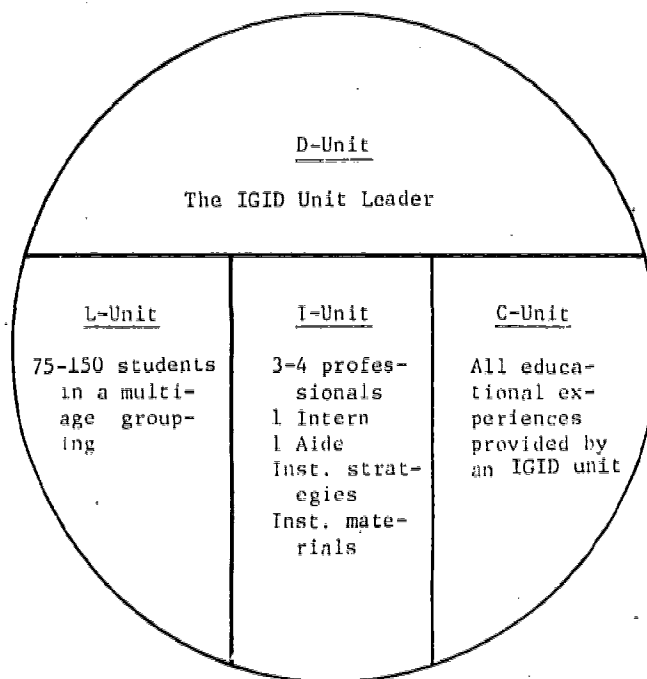 D-Unit
The IGID Unit Leader
L-Unit
75-150 students
in a multi-
age group-
ing
I-Unit
3-4 profes-
sionals
1 Intern
1 Aide
Inst. strat-
egies
Inst. mate-
rials
C-Unit
All educa-
tional ex-
periences
provided by
an IGID unit